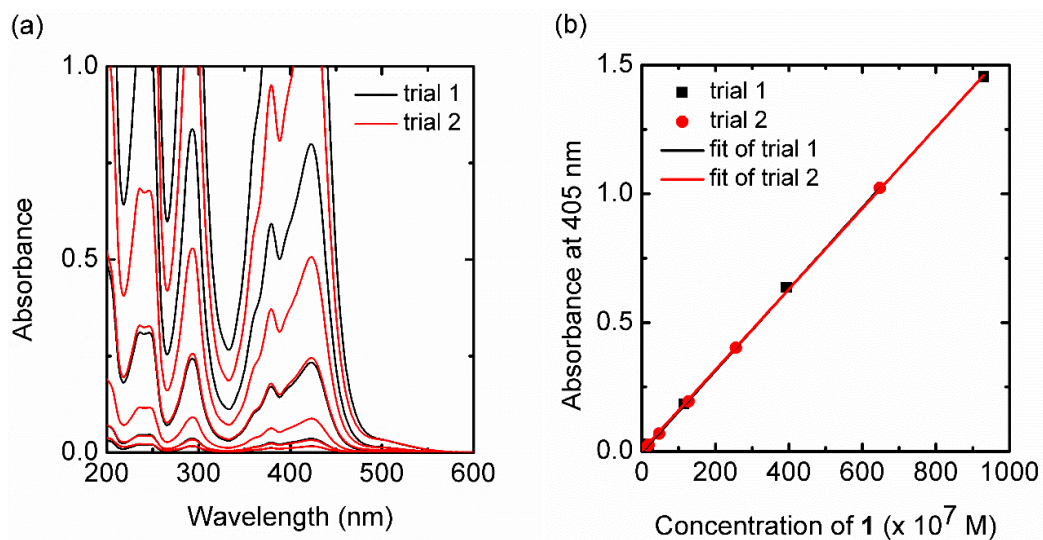 (a)
Absorbance
1.0
0.5
0.0
200 300 400 500 600
Wavelength (nm)
trial 1
trial 2
(b)
Absorbance at 405 nm
1.5
1.0
0.5
0.0
0 200 400 600 800 1000
Concentration of 1 (x 10⁷ M)
trial 1
trial 2
fit of trial 1
fit of trial 2